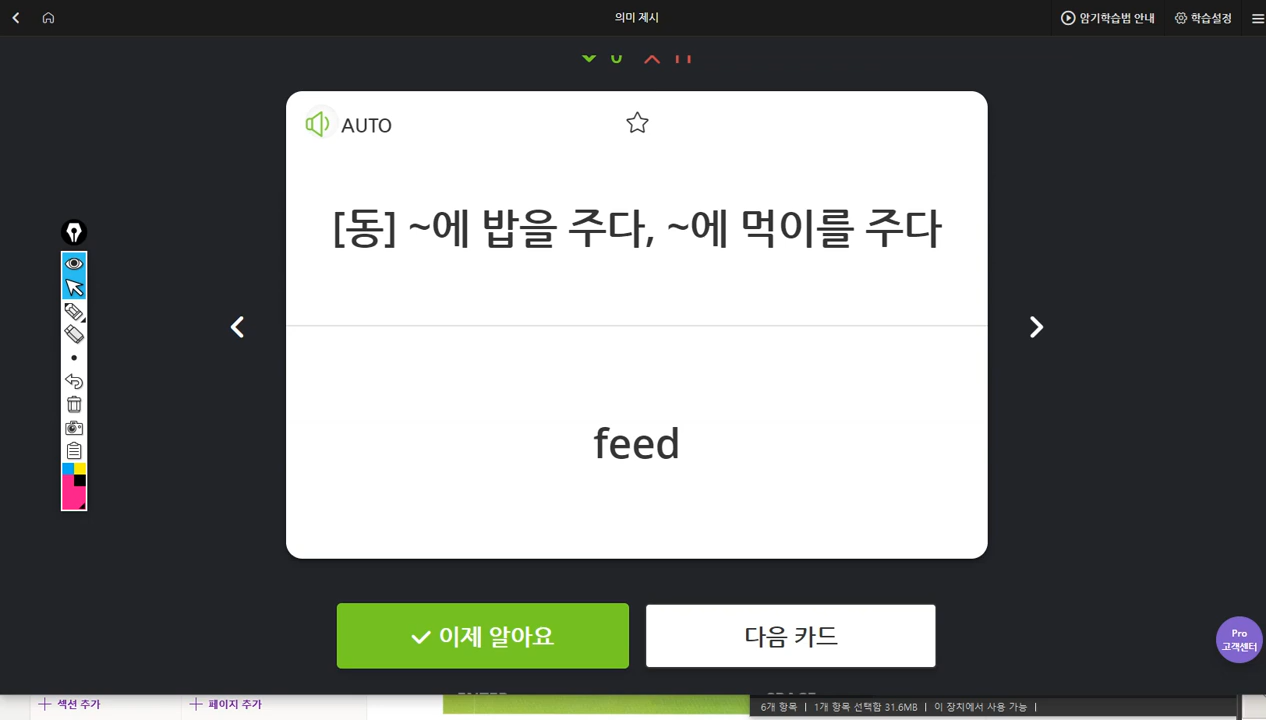 의미 제시
암기학습법 안내
학습설정
AUTO
[동] ~에 밥을 주다, ~에 먹이를 주다
feed
이제 알아요
다음 카드
Pro
고객센터
섹션 추가
페이지 추가
6개 항목 | 1개 항목 선택함 31.6MB | 이 장치에서 사용 가능 |